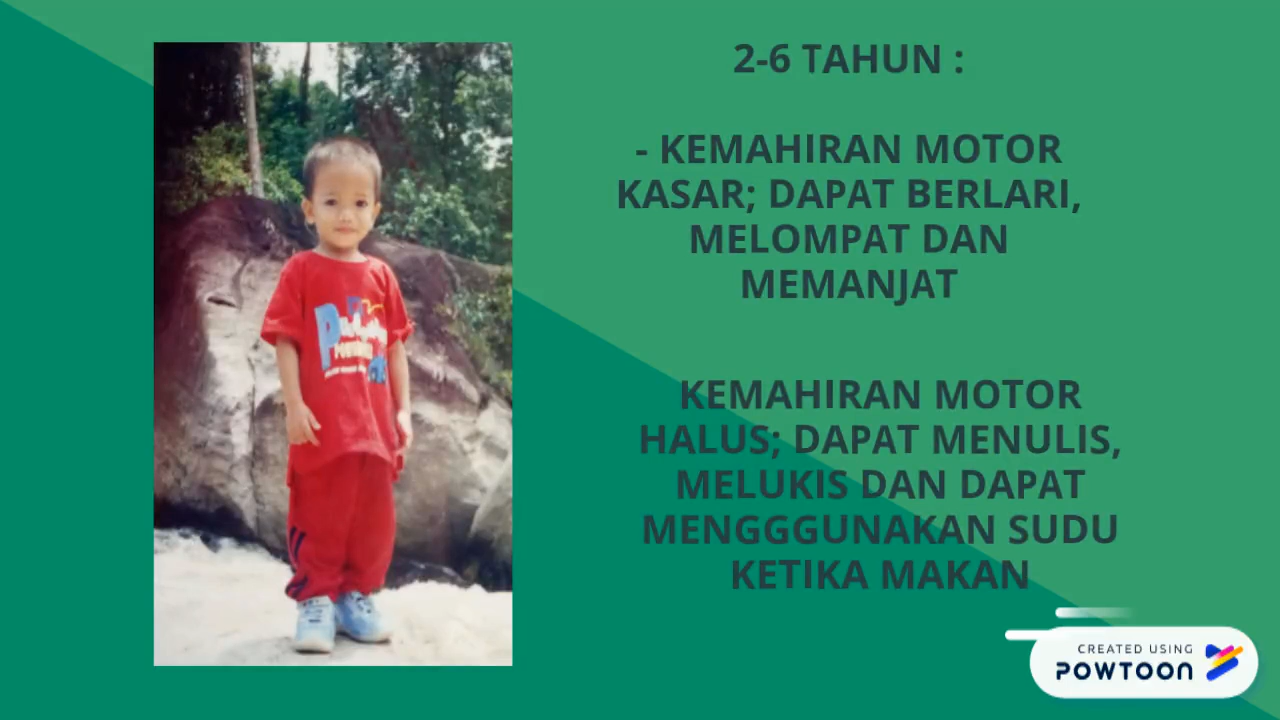 2-6 TAHUN :
- KEMAHIRAN MOTOR
KASAR; DAPAT BERLARI,
MELOMPAT DAN
MEMANJAT
KEMAHIRAN MOTOR
HALUS; DAPAT MENULIS,
MELUKIS DAN DAPAT
MENGGGUNAKAN SUDU
KETIKA MAKAN
CREATED USING
POWTOON